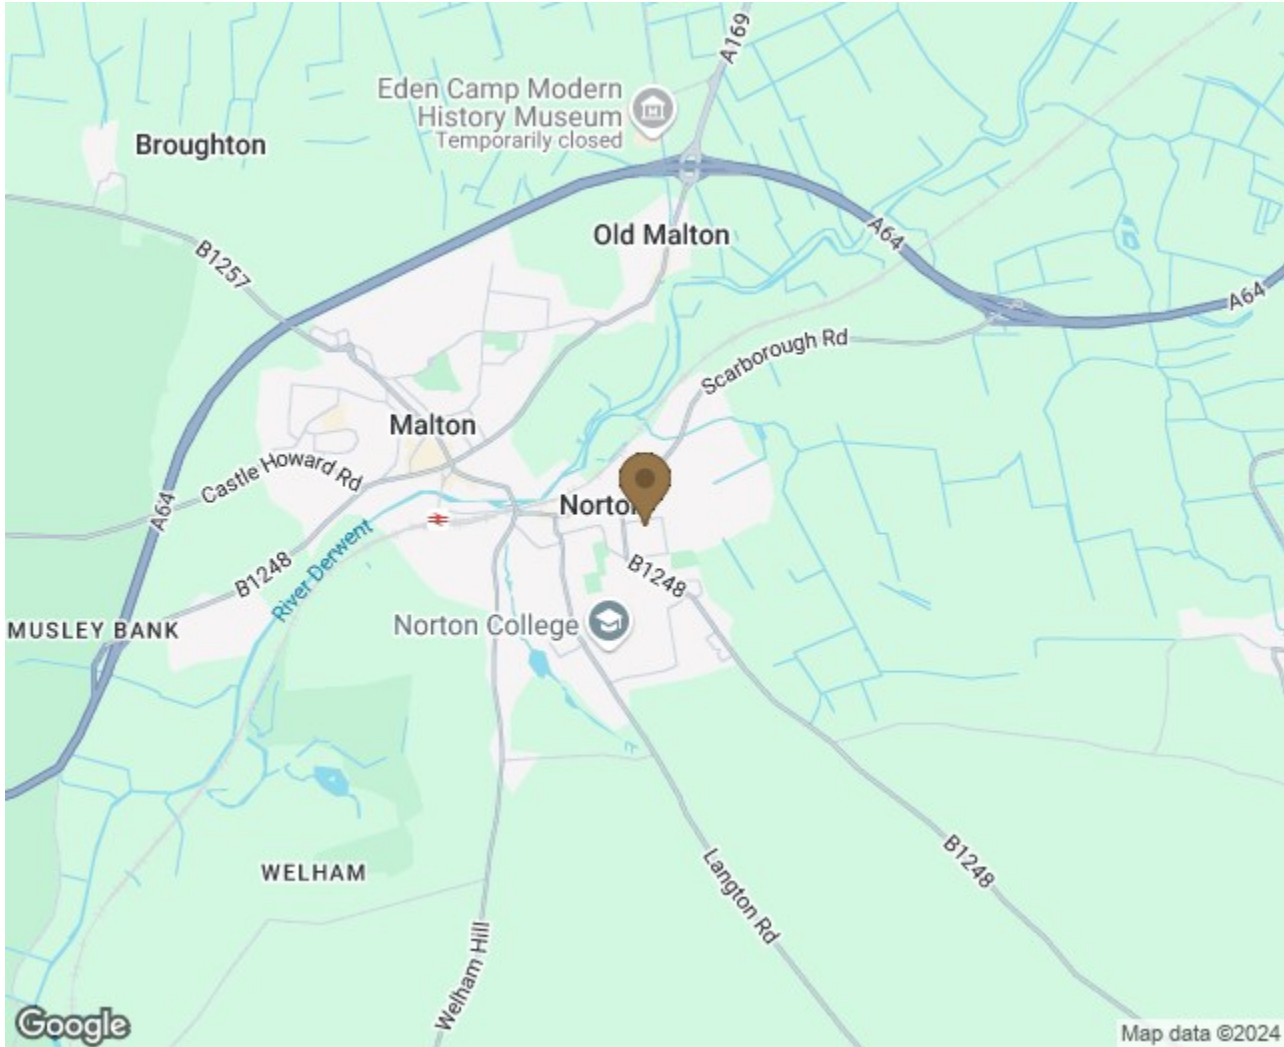 A169
Eden Camp Modern
History Museum
Temporarily closed
Broughton
Old Malton
A64
B1257
A64
Scarborough Rd
Malton
Castle Howard Rd
A64
Norton
River Derwent
B1248
B1248
MUSLEY BANK
Norton College
WELHAM
Langton Rd
B1248
Welham Hill
Google
Map data ©2024